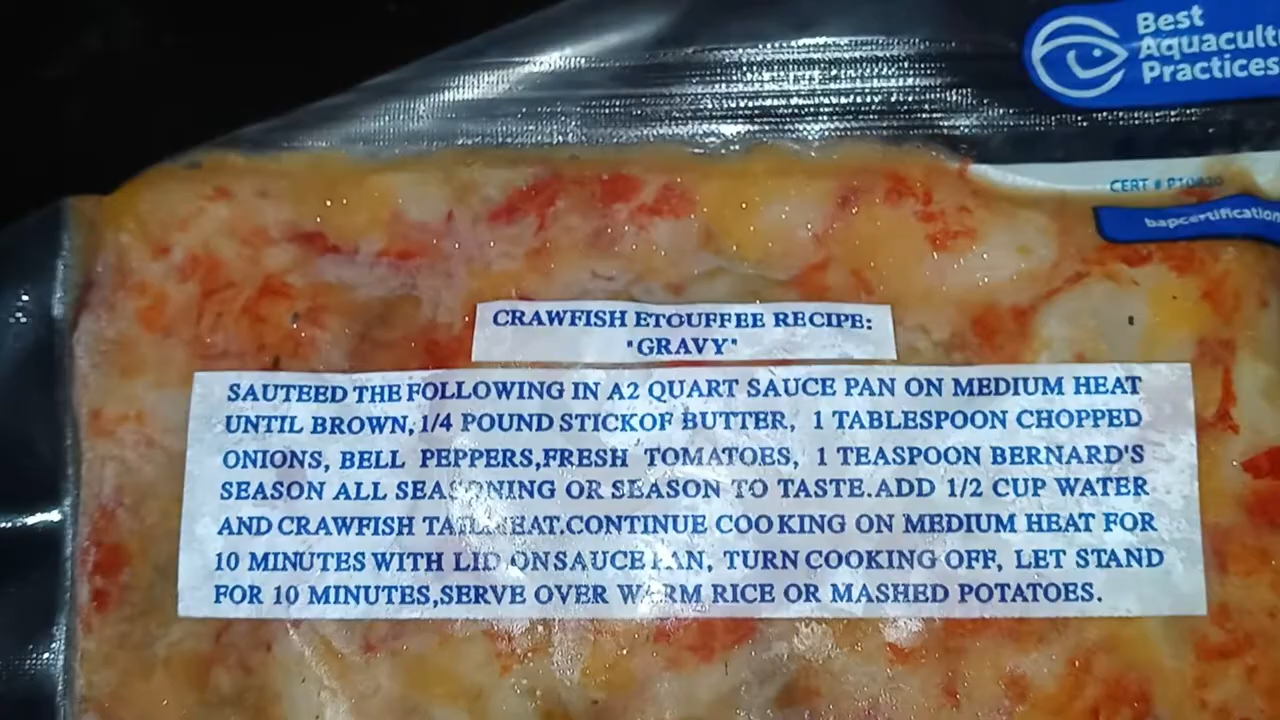 Best
Practices
CERT #
CRAWFISH ETOUFFEE RECIPE:
"GRAVY"
SAUTEED THE FOLLOWING IN A2 QUART SAUCE PAN ON MEDIUM HEAT
UNTIL BROWN, 1/4 POUND STICKOF BUTTER, 1 TABLESPOON CHOPPED
ONIONS, BELL PEPPERS,FRESH TOMATOES, 1 TEASPOON BERNARD'S
SEASON ALL SEASONING OR SEASON TO TASTE.ADD 1/2 CUP WATER
AND CRAWFISH TAIL MEAT.CONTINUE COOKING ON MEDIUM HEAT FOR
10 MINUTES WITH LID ON SAUCE PAN, TURN COOKING OFF, LET STAND
FOR 10 MINUTES,SERVE OVER WARM RICE OR MASHED POTATOES.